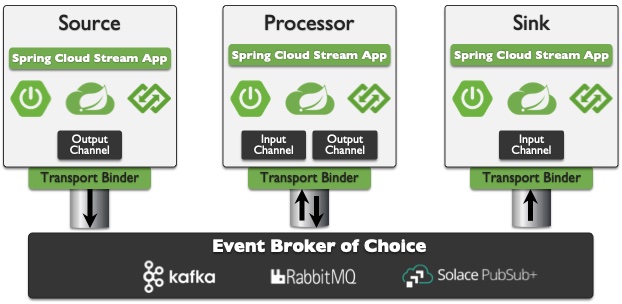 Source
Spring Cloud Stream App
Output
Channel
Transport Binder
Processor
Spring Cloud Stream App
Input
Channel
Output
Channel
Transport Binder
Sink
Spring Cloud Stream App
Input
Channel
Transport Binder
Event Broker of Choice
kafka
RabbitMQ
Solace PubSub+